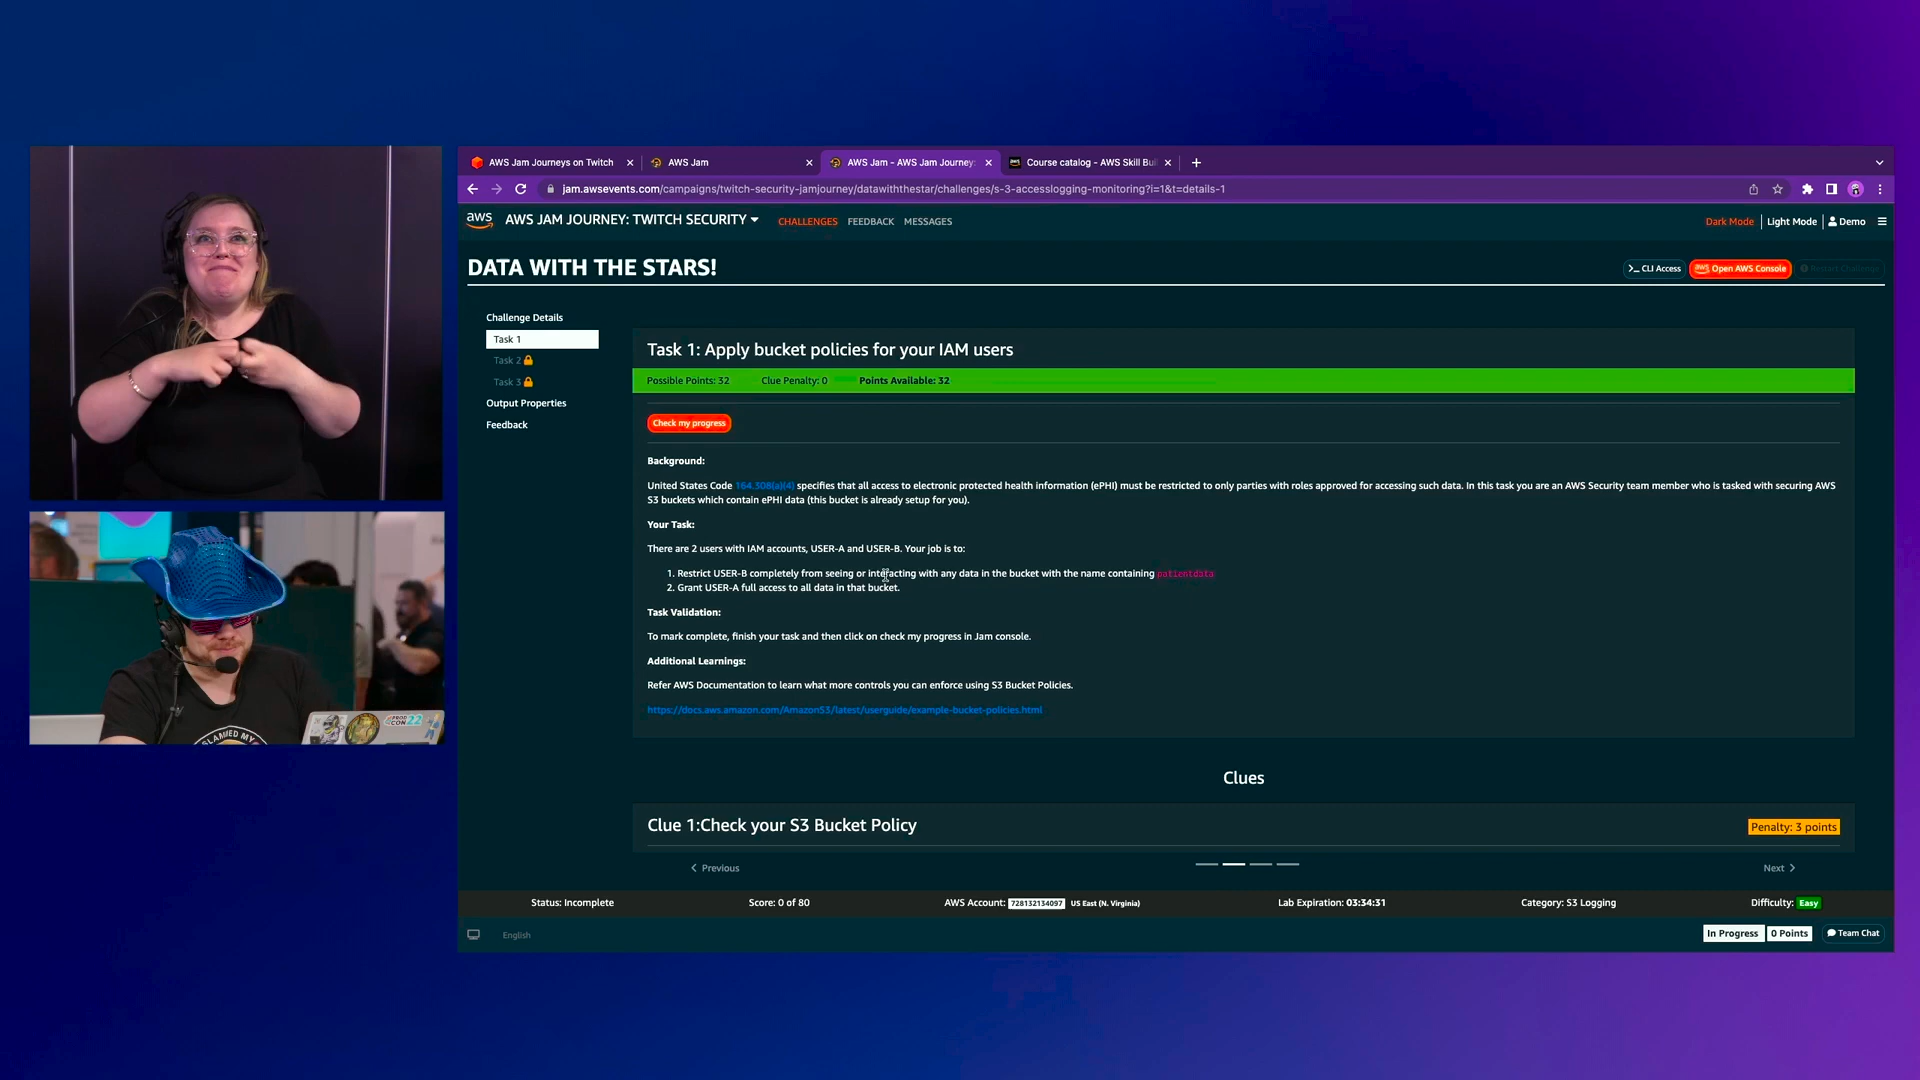 AWS Jam Journeys on Twitch
AWS Jam
AWS Jam - AWS Jam Journey:
Course catalog - AWS Skill Bui
jam.awsevents.com/campaigns/twitch-security-jamjourney/datawiththestar/challenges/s-3-accesslogging-monitoring?i=1&t=details-1
aws
AWS JAM JOURNEY: TWITCH SECURITY
CHALLENGES
FEEDBACK
MESSAGES
Dark Mode
Light Mode
Demo
DATA WITH THE STARS!
>_ CLI Access
aws Open AWS Console
Restart Challenge
Challenge Details
Task 1
Task 2
Task 3
Output Properties
Feedback
Task 1: Apply bucket policies for your IAM users
Possible Points: 32 Clue Penalty: 0 Points Available: 32
Check my progress
Background:
United States Code 164.308(a)(4) specifies that all access to electronic protected health information (ePHI) must be restricted to only parties with roles approved for accessing such data. In this task you are an AWS Security team member who is tasked with securing AWS
S3 buckets which contain ePHI data (this bucket is already setup for you).
Your Task:
There are 2 users with IAM accounts, USER-A and USER-B. Your job is to:
1. Restrict USER-B completely from seeing or interacting with any data in the bucket with the name containing patientdata
2. Grant USER-A full access to all data in that bucket.
Task Validation:
To mark complete, finish your task and then click on check my progress in Jam console.
Additional Learnings:
Refer AWS Documentation to learn what more controls you can enforce using S3 Bucket Policies.
https://docs.aws.amazon.com/AmazonS3/latest/userguide/example-bucket-policies.html
Clues
Clue 1:Check your S3 Bucket Policy
Penalty: 3 points
Previous
Next
Status: Incomplete
Score: 0 of 80
AWS Account: 728132134097 US East (N. Virginia)
Lab Expiration: 03:34:31
Category: S3 Logging
Difficulty: Easy
English
In Progress
0 Points
Team Chat
SLAMMED MY
PROD
CON 22